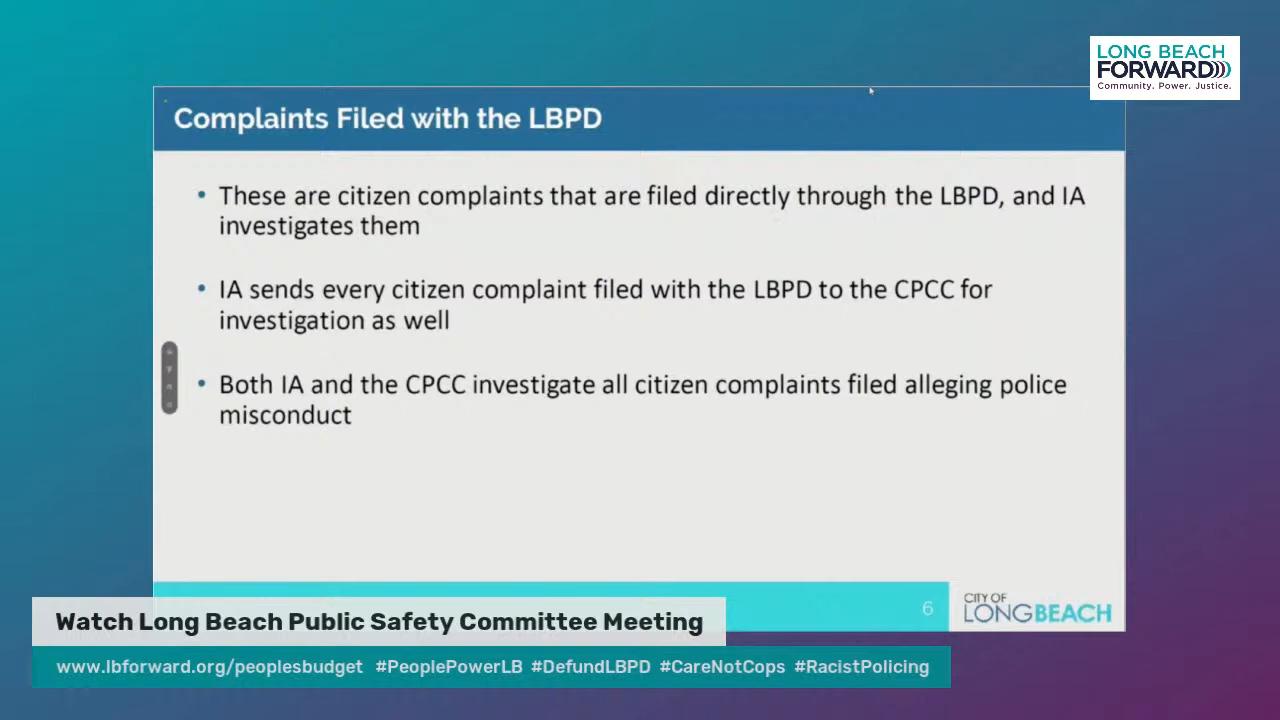 LONG BEACH
FORWARD
Community. Power. Justice.
Complaints Filed with the LBPD
• These are citizen complaints that are filed directly through the LBPD, and IA
investigates them
• IA sends every citizen complaint filed with the LBPD to the CPCC for
investigation as well
• Both IA and the CPCC investigate all citizen complaints filed alleging police
misconduct
6
CITY OF
LONGBEACH
Watch Long Beach Public Safety Committee Meeting
www.lbforward.org/peoplesbudget #PeoplePowerLB #DefundLBPD #CareNotCops #RacistPolicing